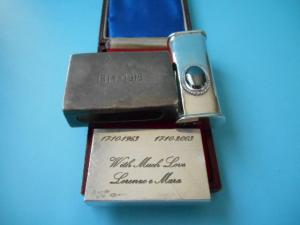 17-10-1963 17-10-2003
With Much Love
Lorenzo e Mara